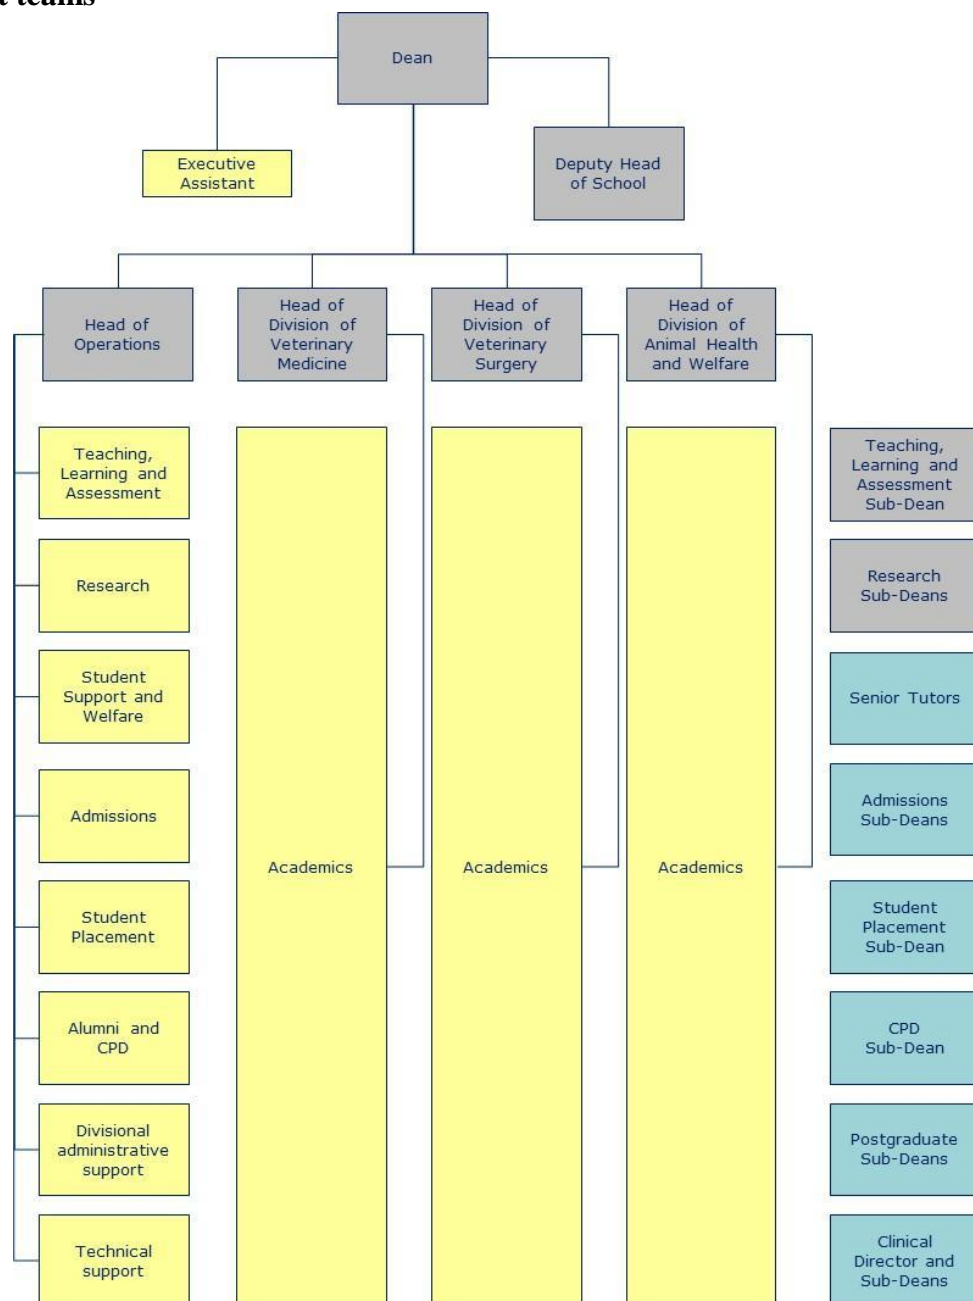 teams
Dean
Executive
Assistant
Deputy Head
of School
Head of
Operations
Head of
Division of
Veterinary
Medicine
Head of
Division of
Veterinary
Surgery
Head of
Division of
Animal Health
and Welfare
Teaching,
Learning and
Assessment
Research
Student
Support and
Welfare
Admissions
Student
Placement
Alumni and
CPD
Divisional
administrative
support
Technical
support
Academics
Academics
Academics
Teaching,
Learning and
Assessment
Sub-Dean
Research
Sub-Deans
Senior Tutors
Admissions
Sub-Deans
Student
Placement
Sub-Dean
CPD
Sub-Dean
Postgraduate
Sub-Deans
Clinical
Director and
Sub-Deans